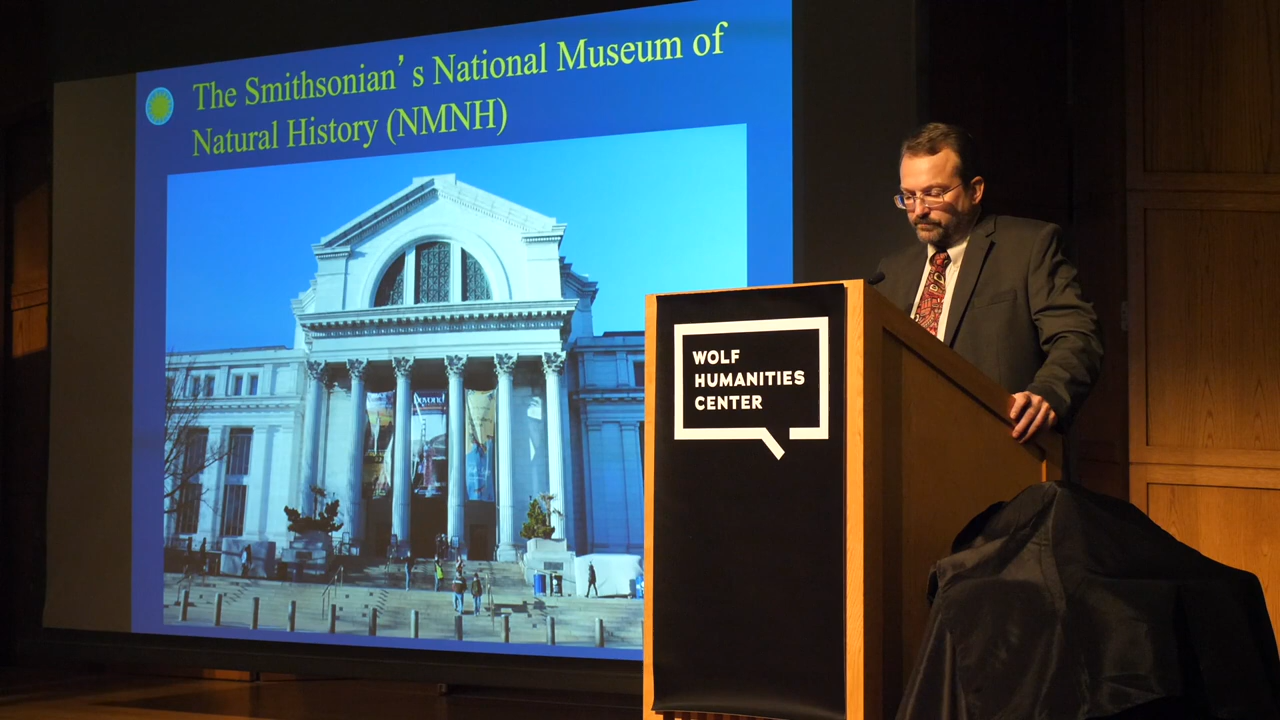 The Smithsonian’s National Museum of
Natural History (NMNH)
WOLF
HUMANITIES
CENTER